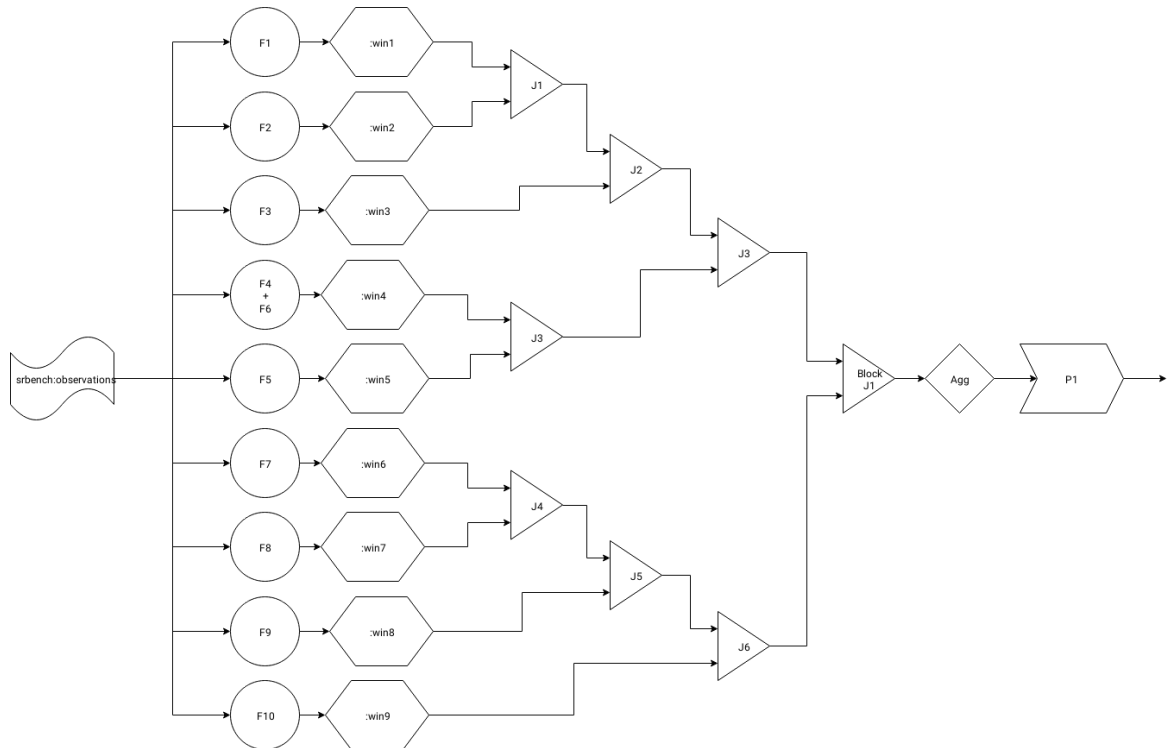 F1
:win1
J1
F2
:win2
J2
F3
:win3
J3
F4
+
F6
:win4
J3
srbench:observations
F5
:win5
Block
J1
Agg
P1
F7
:win6
J4
F8
:win7
J5
F9
:win8
J6
F10
:win9